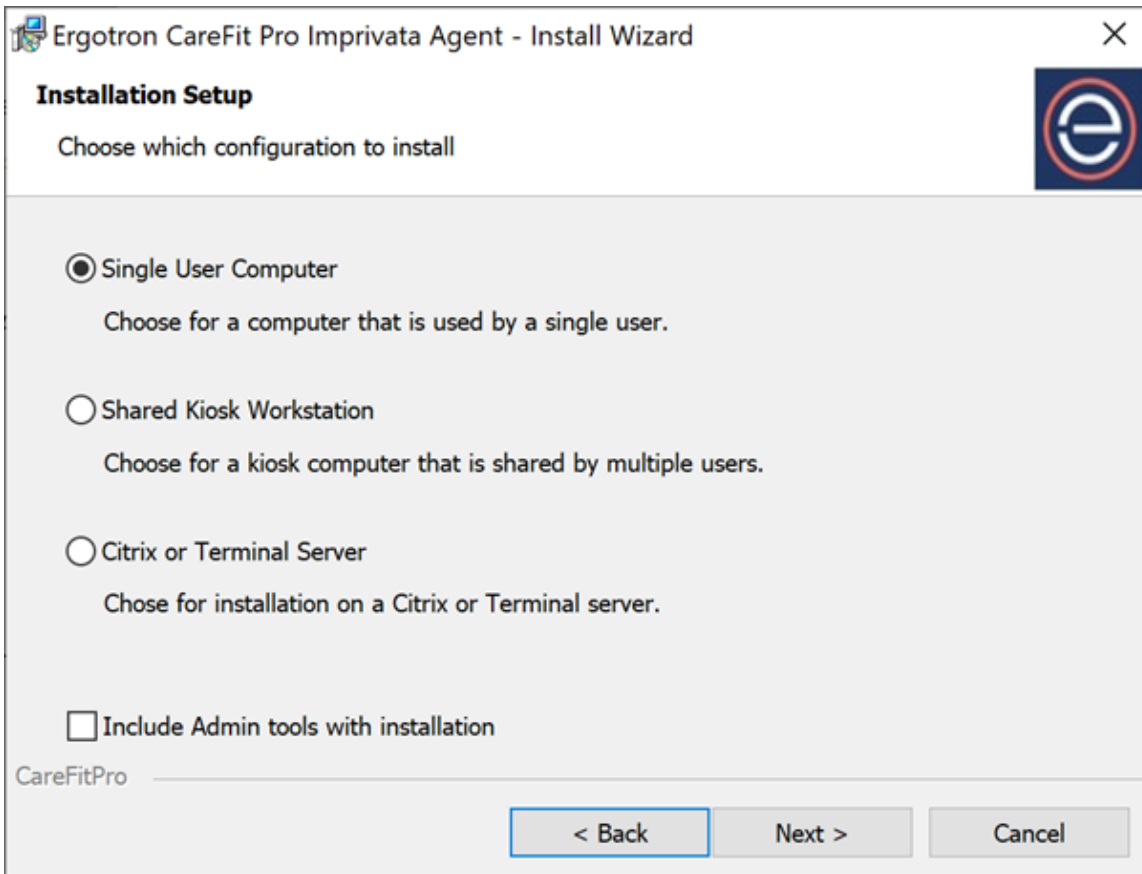 Ergotron CareFit Pro Imprivata Agent - Install Wizard
Installation Setup
Choose which configuration to install
Single User Computer
Choose for a computer that is used by a single user.
Shared Kiosk Workstation
Choose for a kiosk computer that is shared by multiple users.
Citrix or Terminal Server
Chose for installation on a Citrix or Terminal server.
Include Admin tools with installation
CareFitPro
< Back Next > Cancel